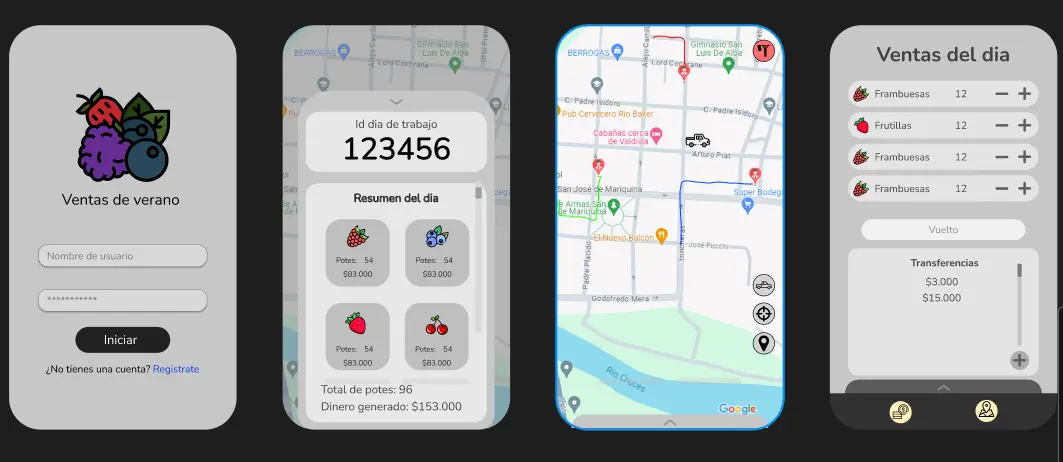 Ventas de verano
Nombre de usuario
***********
Iniciar
¿No tienes una cuenta? Registrate
BERROGAS
Gimnasio San
Luis De Alba
Lord Cochrane
Id dia de trabajo
123456
Resumen del dia
Potes: 54
$83.000
Potes: 54
$83.000
Potes: 54
$83.000
Potes: 54
$83.000
Total de potes: 96
Dinero generado: $153.000
BERROGAS
Alejo Carrill
Gimnasio San
Luis De Alba
Lord Cochrane
C. Padre Isidoro
C. Padre Isidoro
Pub Cervecero Rio Baker
Cabañas cerca
de Valdivia
Arturo Prat
San José de Mariquina
Super Bodega
de Armas San
de Mariquina
El Nuevo Balcón
José Puchi
Padre Placido
Trincheras
Godofredo Mera
Río Cruces
Google
Ventas del dia
Frambuesas 12
Frutillas 12
Frambuesas 12
Frambuesas 12
Vuelto
Transferencias
$3.000
$15.000